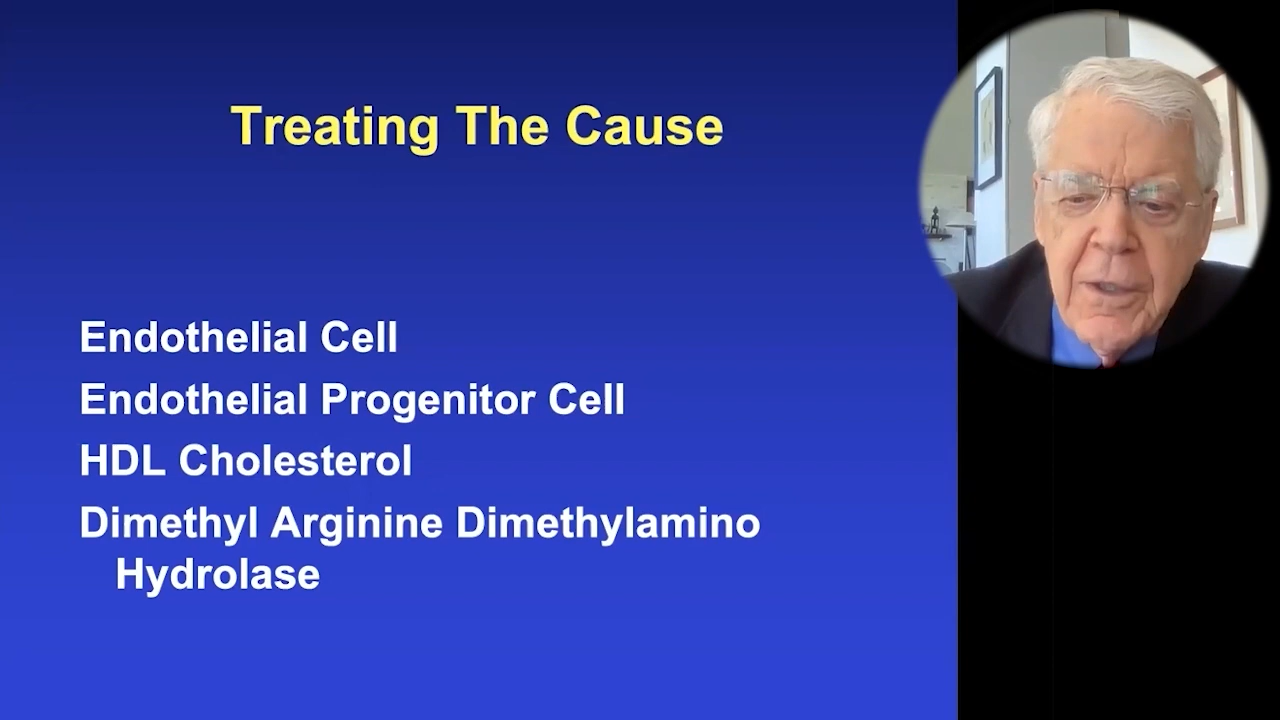 Treating The Cause
Endothelial Cell
Endothelial Progenitor Cell
HDL Cholesterol
Dimethyl Arginine Dimethylamino
Hydrolase